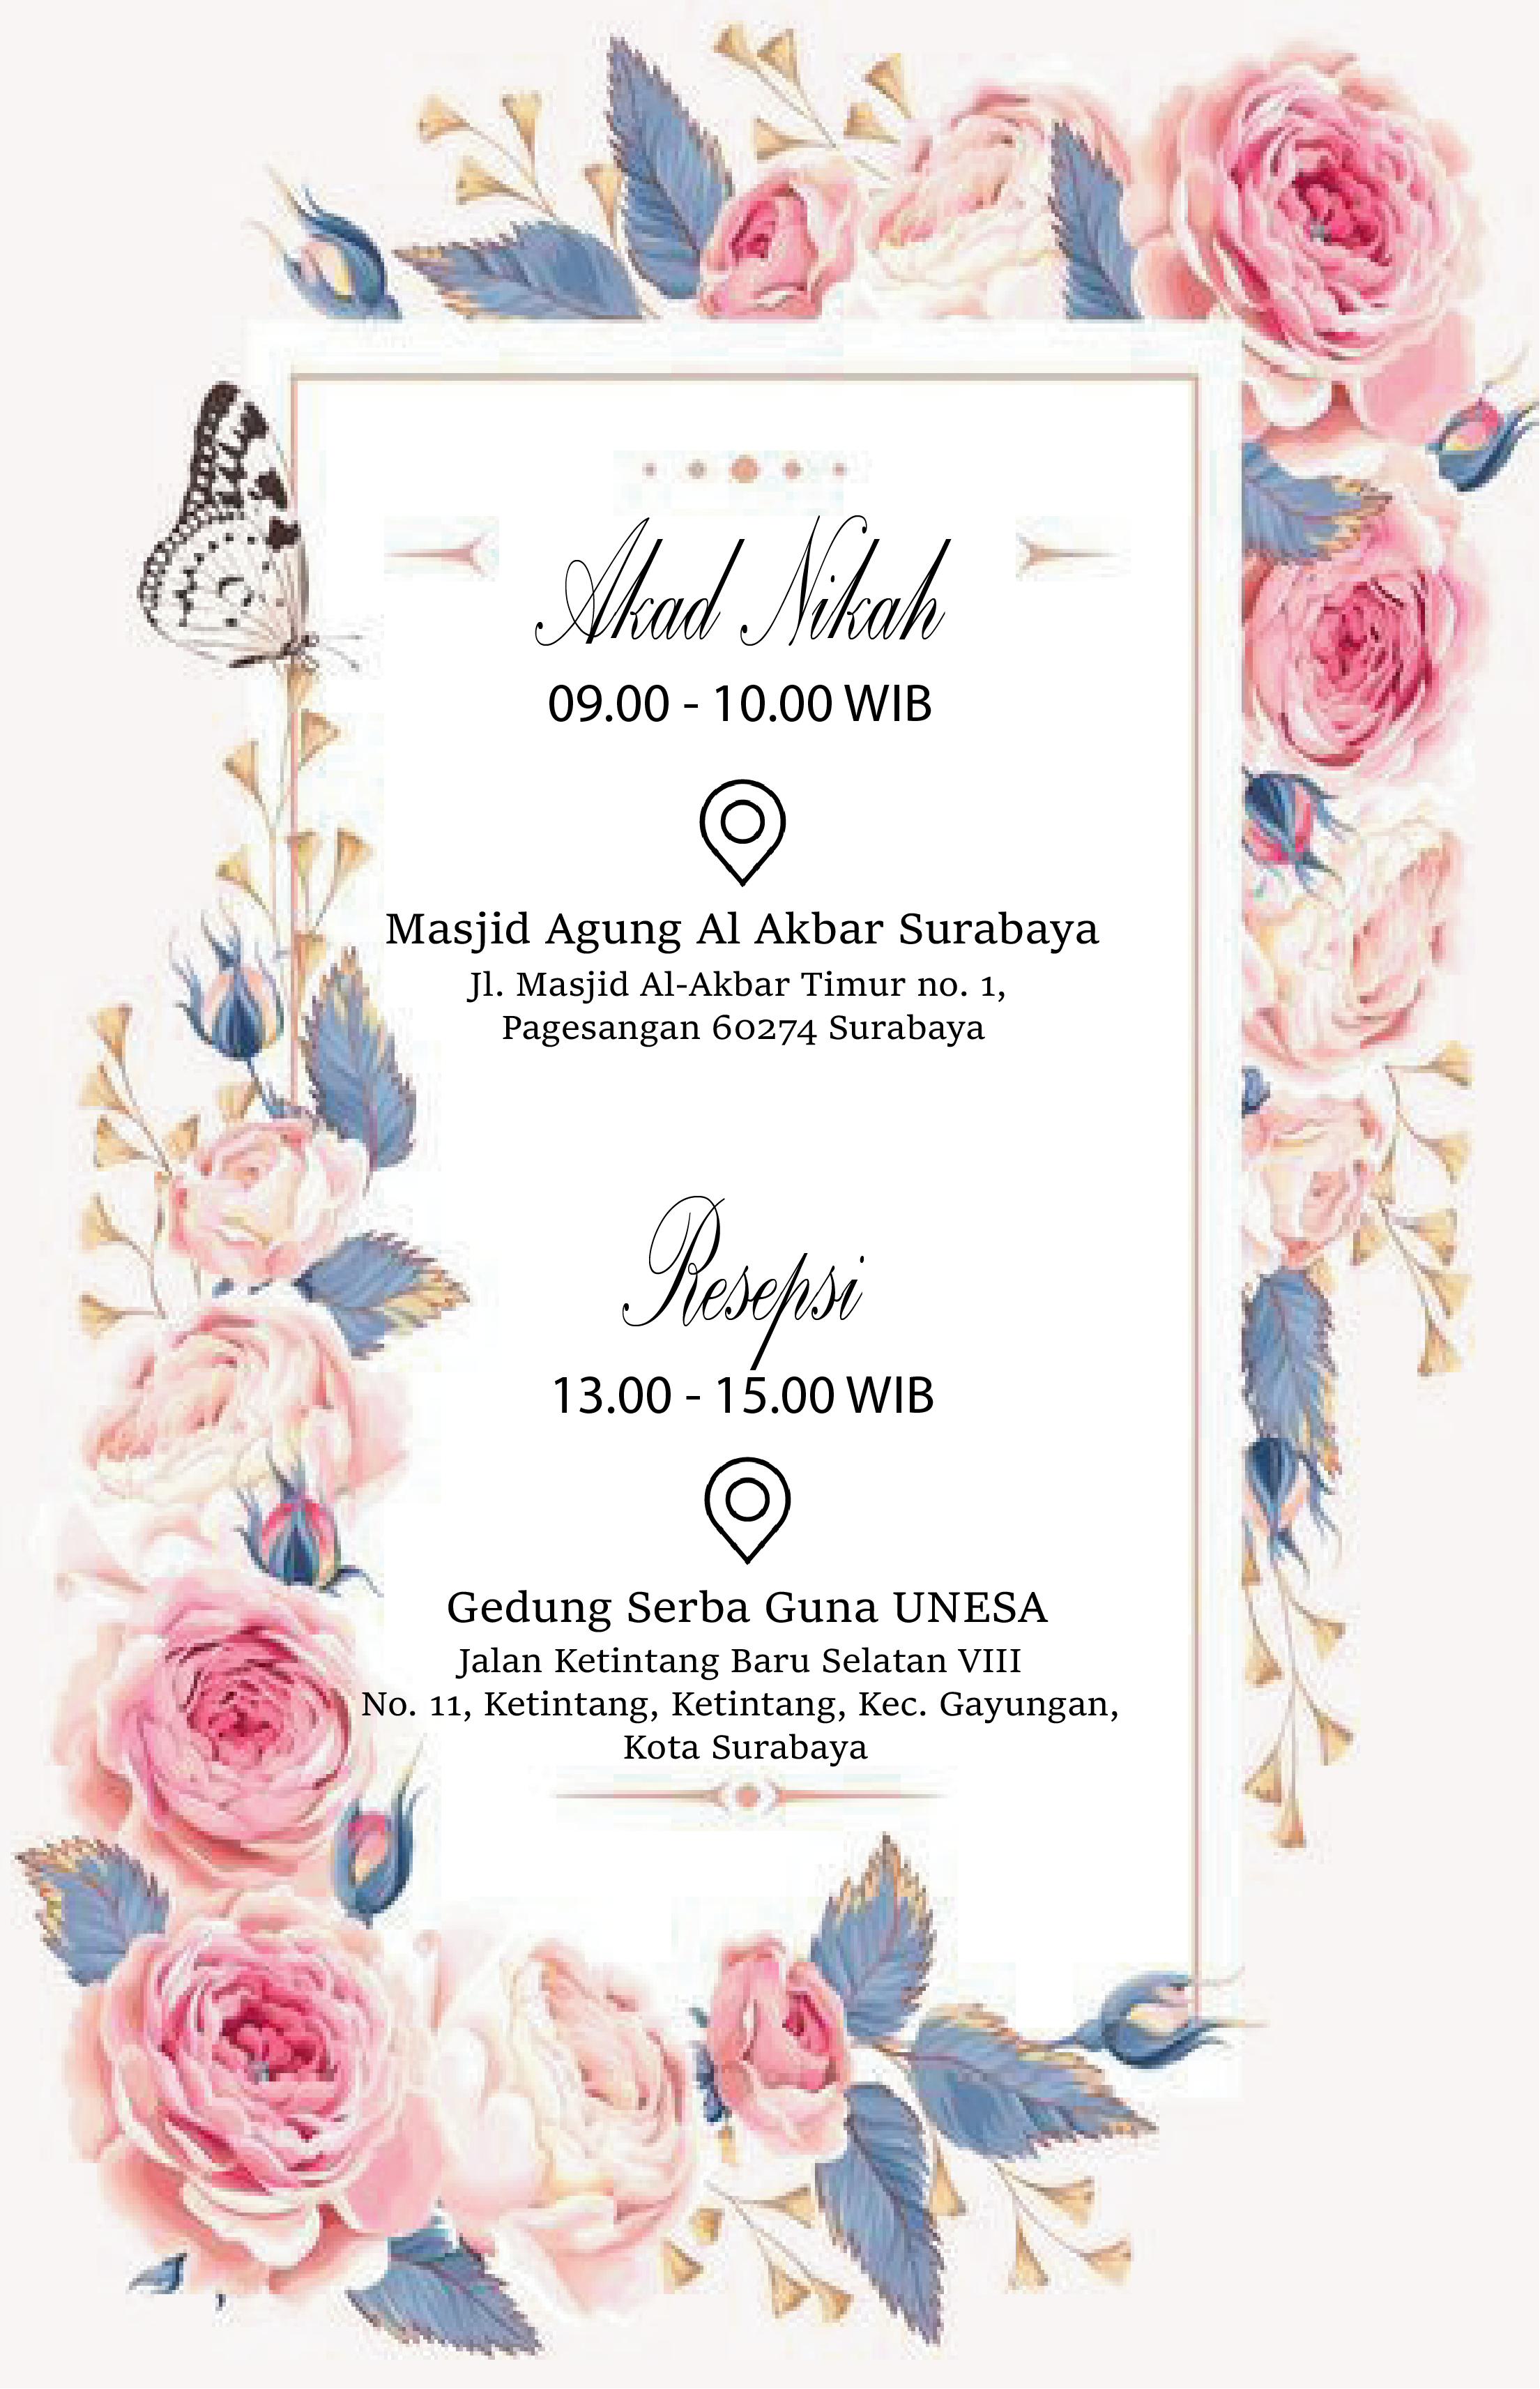 Akad Nikah
09.00 - 10.00 WIB
Masjid Agung Al Akbar Surabaya
Jl. Masjid Al-Akbar Timur no. 1,
Pagesangan 60274 Surabaya
Resepsi
13.00 - 15.00 WIB
Gedung Serba Guna UNESA
Jalan Ketintang Baru Selatan VIII
No. 11, Ketintang, Ketintang, Kec. Gayungan,
Kota Surabaya